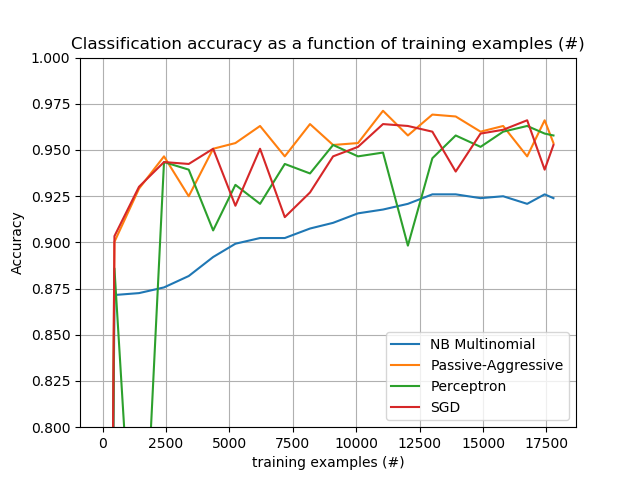 Classification accuracy as a function of training examples (#)
1.000
0.975
0.950
0.925
0.900
0.875
0.850
0.825
0.800
Accuracy
NB Multinomial
Passive-Aggressive
Perceptron
SGD
0 2500 5000 7500 10000 12500 15000 17500
training examples (#)